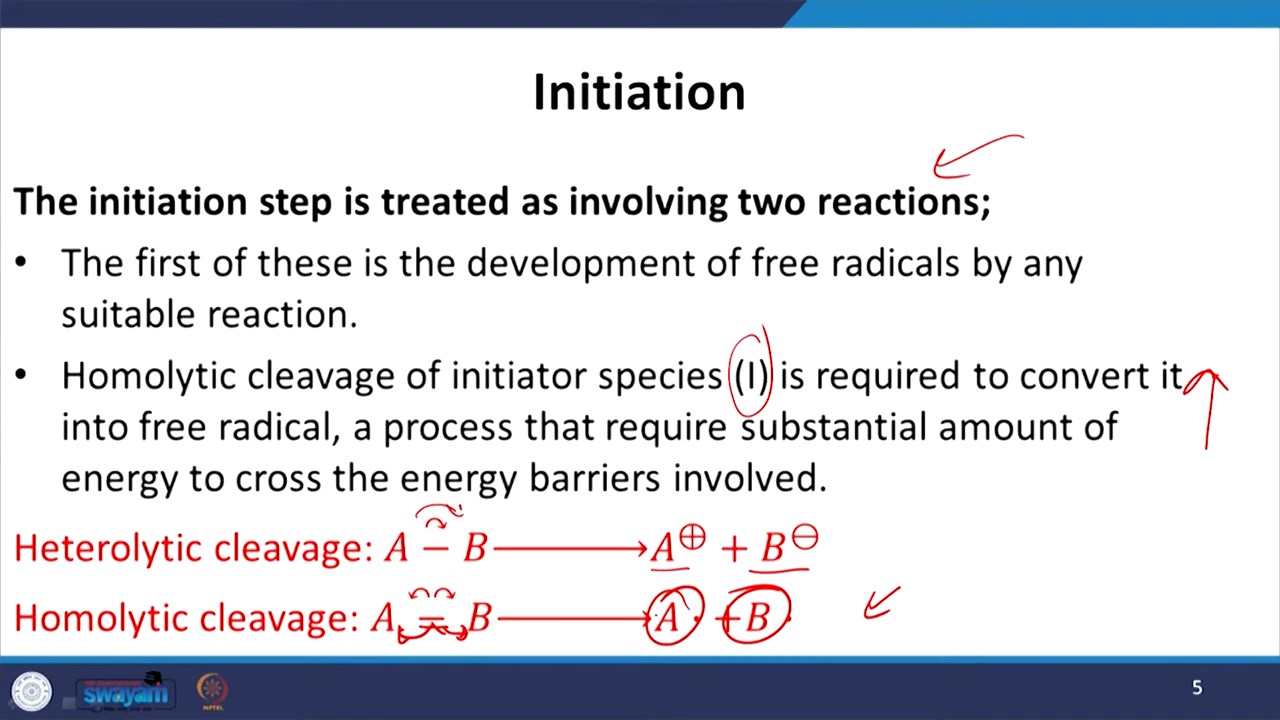 Initiation
The initiation step is treated as involving two reactions;
• The first of these is the development of free radicals by any
suitable reaction.
• Homolytic cleavage of initiator species (I) is required to convert it
into free radical, a process that require substantial amount of
energy to cross the energy barriers involved.
Heterolytic cleavage: A − B ⟶ A⊕ + B⊖
Homolytic cleavage: A − B ⟶ A· + B·
swayam
NPTEL
5